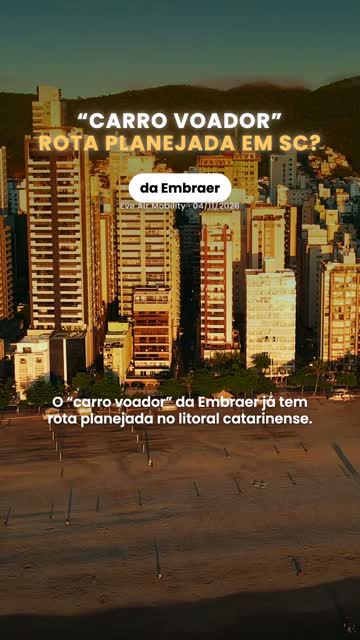 “CARRO VOADOR”
ROTA PLANEJADA EM SC?
da Embraer
Eve Air Mobility · 04/11/2026
O “carro voador” da Embraer já tem
rota planejada no litoral catarinense.